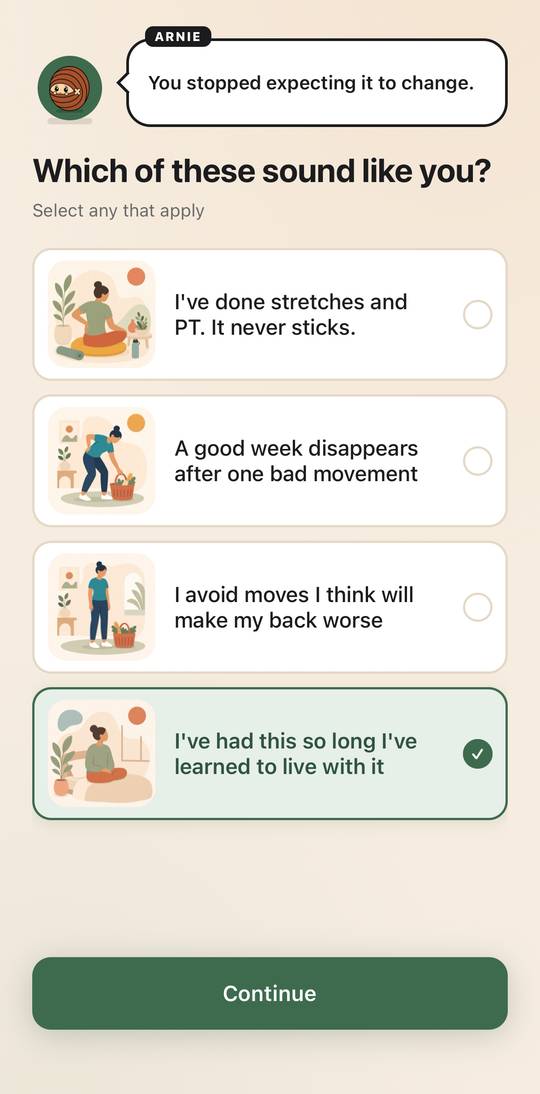 ARNIE
You stopped expecting it to change.
Which of these sound like you?
Select any that apply
I've done stretches and
PT. It never sticks.
A good week disappears
after one bad movement
I avoid moves I think will
make my back worse
I've had this so long I've
learned to live with it
Continue